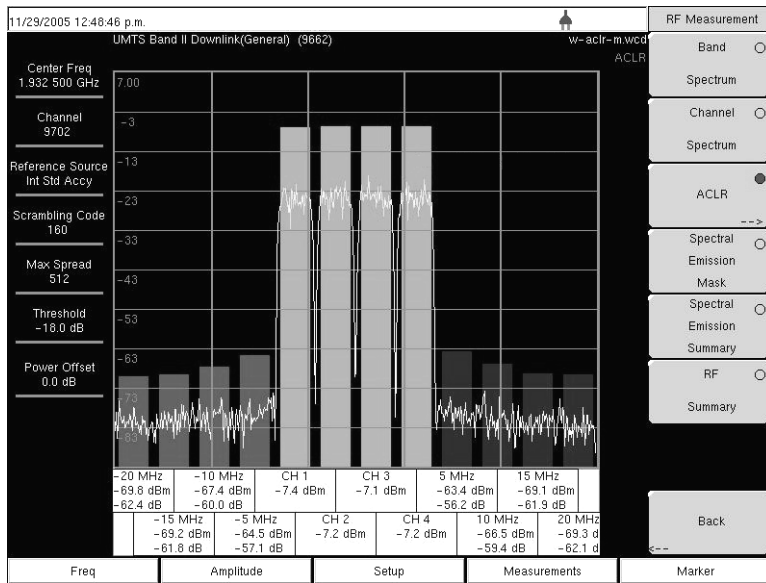 11/29/2005 12:48:46 p.m.
RF Measurement
UMTS Band II Downlink(General) (9662)
w-aclr-m.wcd
ACLR
Center Freq
1.932 500 GHz
Channel
9702
Reference Source
Int Std Accy
Scrambling Code
160
Max Spread
512
Threshold
-18.0 dB
Power Offset
0.0 dB
7.00
-3
-13
-23
-33
-43
-53
-63
-73
-83
-20 MHz
-69.8 dBm
-62.4 dB
-10 MHz
-67.4 dBm
-60.0 dB
CH 1
-7.4 dBm
CH 3
-7.1 dBm
5 MHz
-63.4 dBm
-56.2 dB
15 MHz
-69.1 dBm
-61.9 dB
-15 MHz
-69.2 dBm
-61.8 dB
-5 MHz
-64.5 dBm
-57.1 dB
CH 2
-7.2 dBm
CH 4
-7.2 dBm
10 MHz
-66.5 dBm
-59.4 dB
20 MHz
-69.3 d
-62.1 d
Band
Spectrum
Channel
Spectrum
ACLR
-->
Spectral
Emission
Mask
Spectral
Emission
Summary
RF
Summary
Back
<--
Freq
Amplitude
Setup
Measurements
Marker